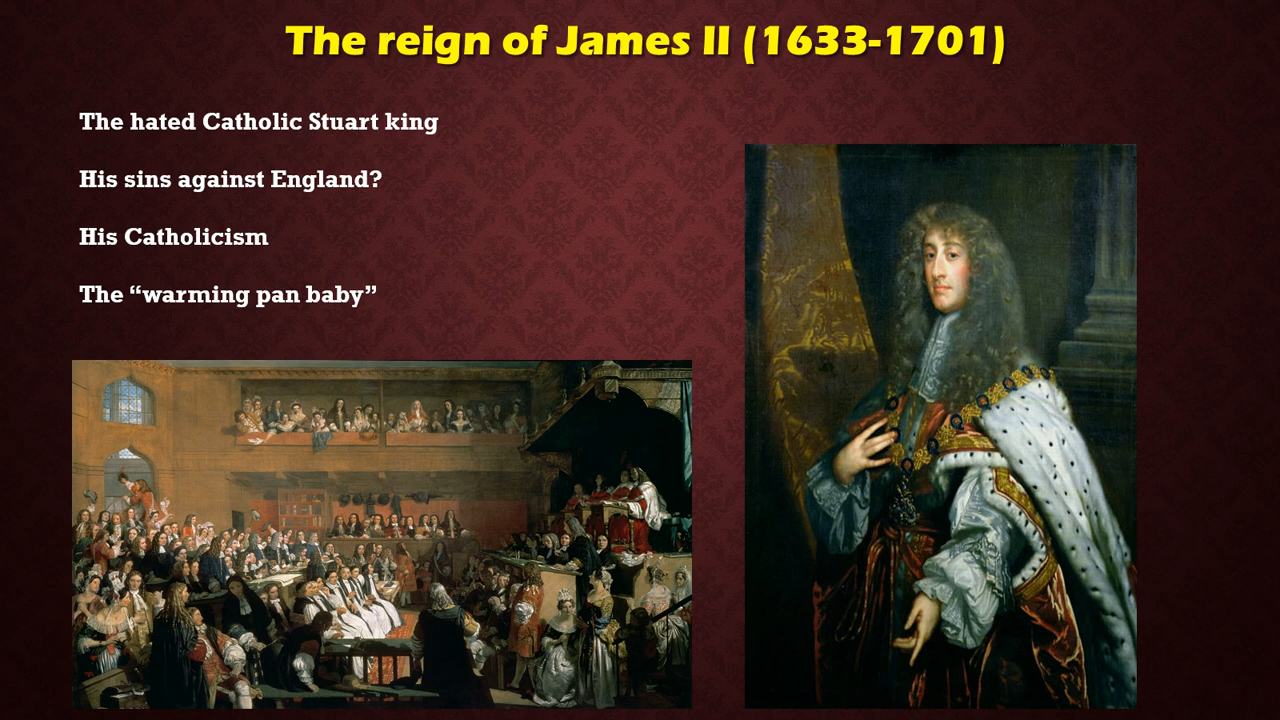 The reign of James II (1633-1701)
The hated Catholic Stuart king
His sins against England?
His Catholicism
The “warming pan baby”